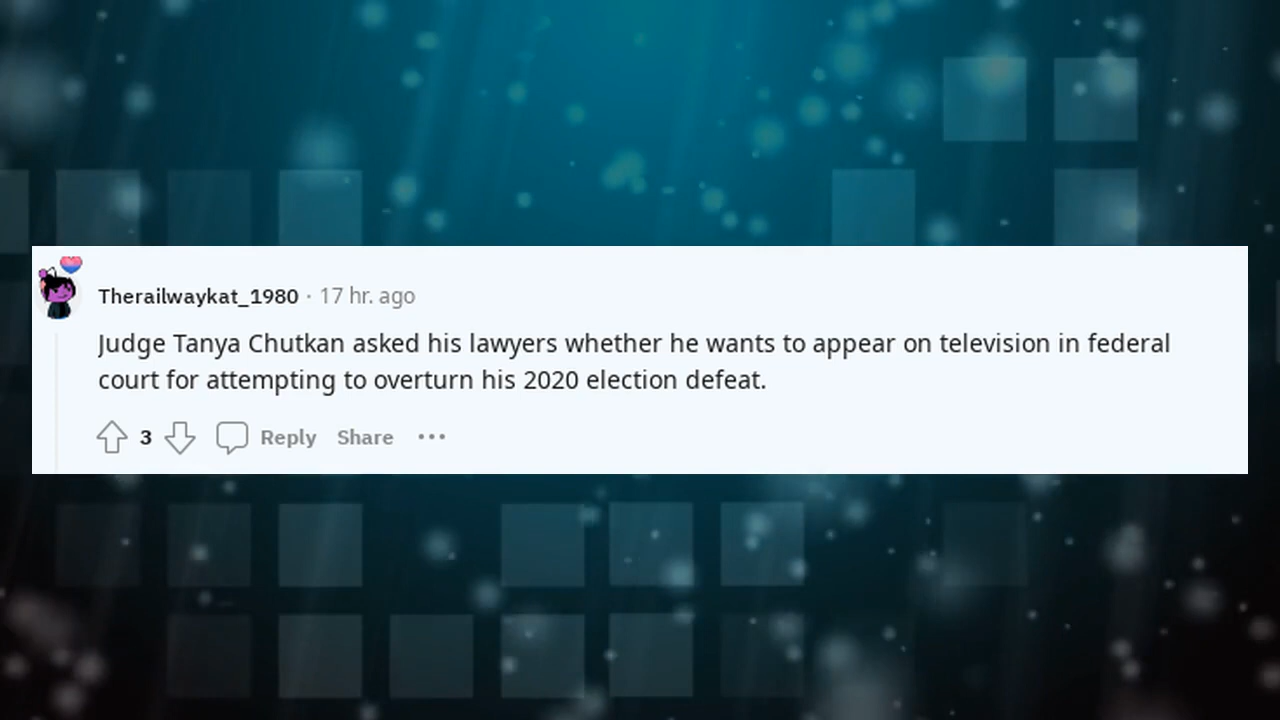 Therailwaykat_1980 · 17 hr. ago
Judge Tanya Chutkan asked his lawyers whether he wants to appear on television in federal
court for attempting to overturn his 2020 election defeat.
3 Reply Share ···